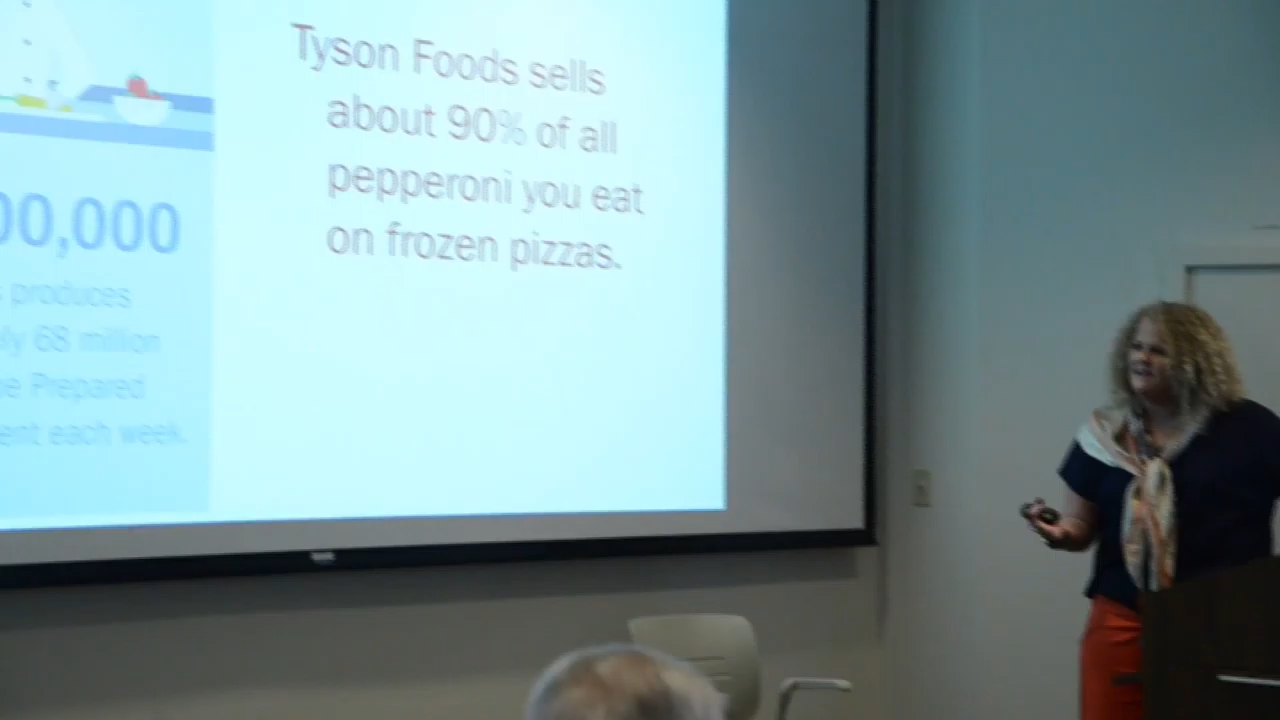 Tyson Foods sells
about 90% of all
pepperoni you eat
on frozen pizzas.
00,000
produces
68 million
Prepared
each week.